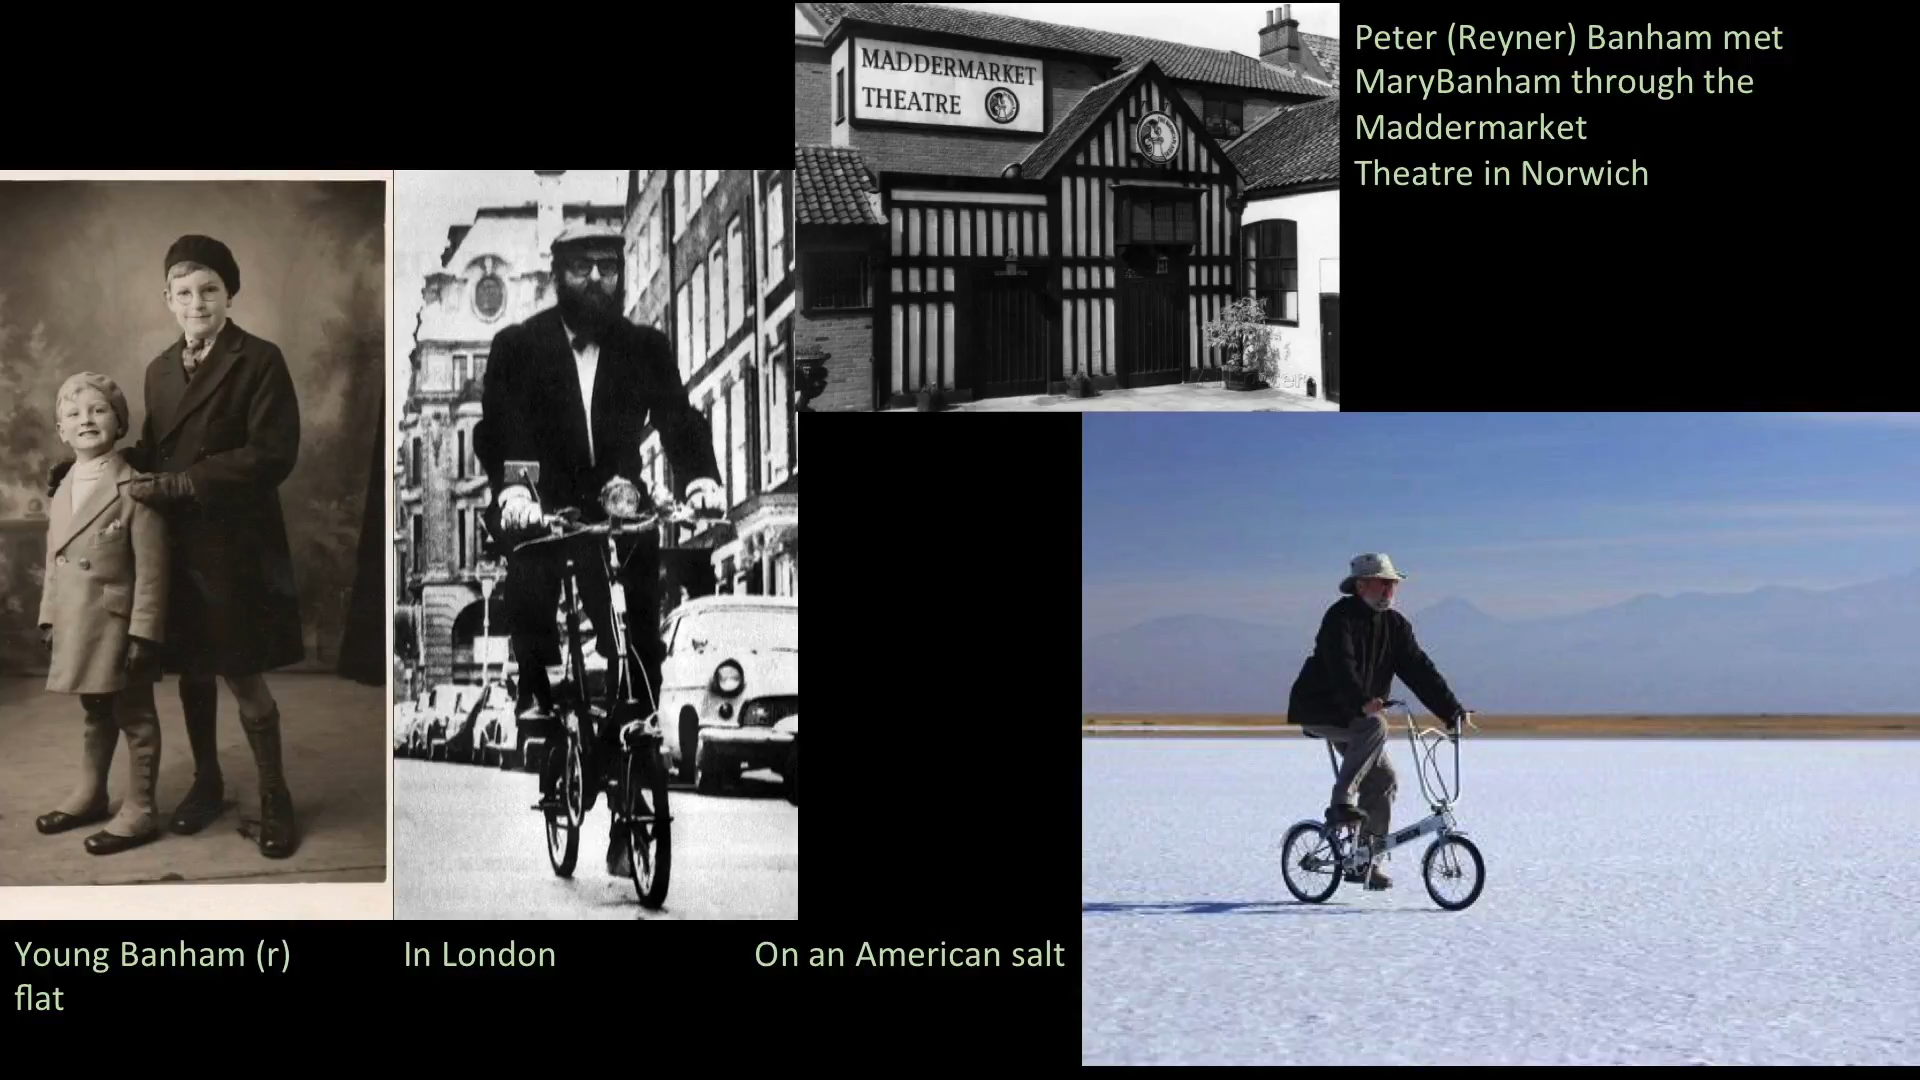 MADDERMARKET
THEATRE
Peter (Reyner) Banham met
MaryBanham through the
Maddermarket
Theatre in Norwich
Young Banham (r)
In London
On an American salt
flat